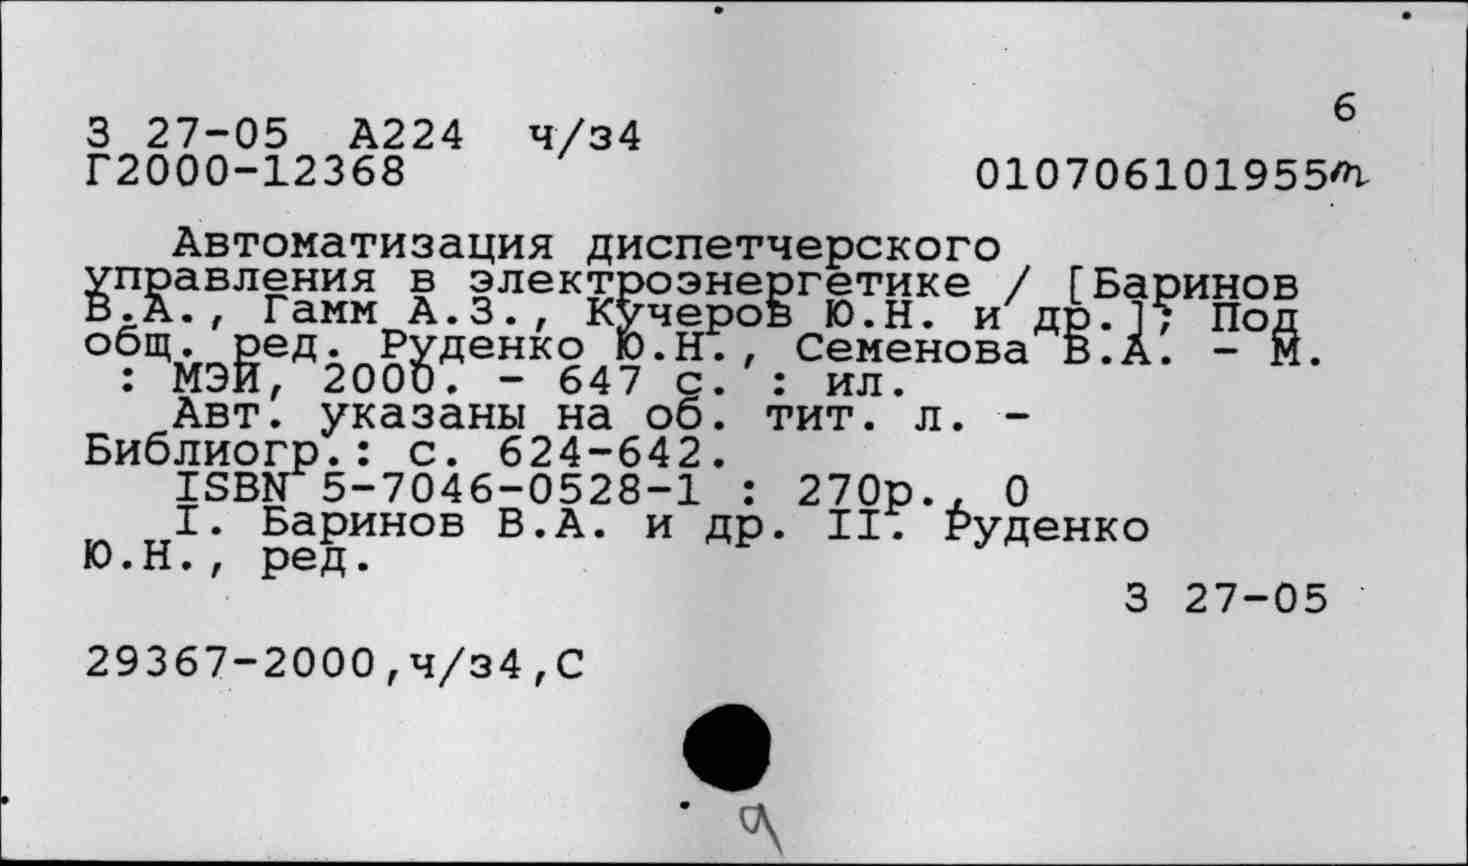 6
З 27-05 А224 ч/з4
Г2000-12368 010706101955
Автоматизация диспетчерского
управления в электроэнергетике / [Баринов
В.А., Гамм А.З., Кучеров Ю.Н. и др.]; Под
общ. ред. Руденко Ю.Н., Семенова В.А. - М.
: МЭИ, 2000. - 647 с. : ил.
Авт. указаны на об. тит. л. -
Библиогр.: с. 624-642.
ISBN 5-7046-0528-1 : 270р., 0
I. Баринов В.А. и др. II. Руденко
Ю.Н., ред.
З 27-05
29367-2000,ч/з4,С